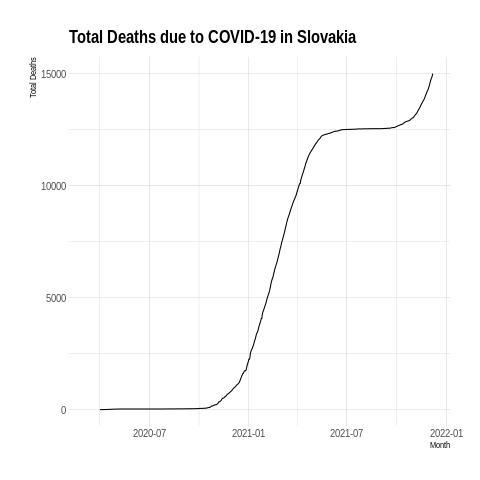 Total Deaths due to COVID-19 in Slovakia
Total Deaths
15000
10000
5000
0
2020-07 2021-01 2021-07 2022-01
Month